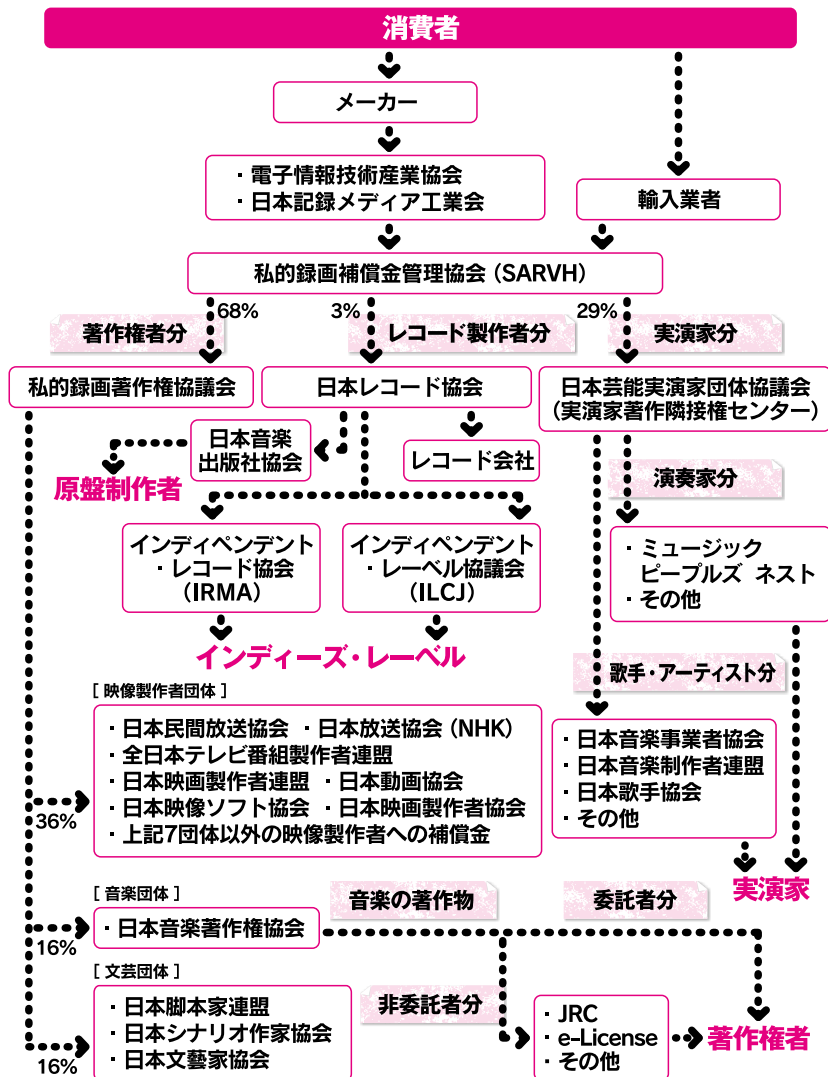 消費者
メーカー
・電子情報技術産業協会
・日本記録メディア工業会
輸入業者
私的録画補償金管理協会（SARVH）
68%
3%
29%
著作権者分
レコード製作者分
実演家分
私的録画著作権協議会
日本レコード協会
日本芸能実演家団体協議会
（実演家著作隣接権センター）
日本音楽
出版社協会
レコード会社
原盤制作者
演奏家分
インディペンデント
・レコード協会
（IRMA）
インディペンデント
・レーベル協議会
（ILCJ）
・ミュージック
ピープルズ ネスト
・その他
インディーズ・レーベル
歌手・アーティスト分
［映像製作者団体］
・日本民間放送協会 ・日本放送協会（NHK）
・全日本テレビ番組製作者連盟
・日本映画製作者連盟 ・日本動画協会
・日本映像ソフト協会 ・日本映画製作者協会
・上記7団体以外の映像製作者への補償金
36%
・日本音楽事業者協会
・日本音楽制作者連盟
・日本歌手協会
・その他
実演家
［音楽団体］
・日本音楽著作権協会
16%
音楽の著作物
委託者分
［文芸団体］
・日本脚本家連盟
・日本シナリオ作家協会
・日本文藝家協会
16%
非委託者分
・JRC
・e-License
・その他
著作権者